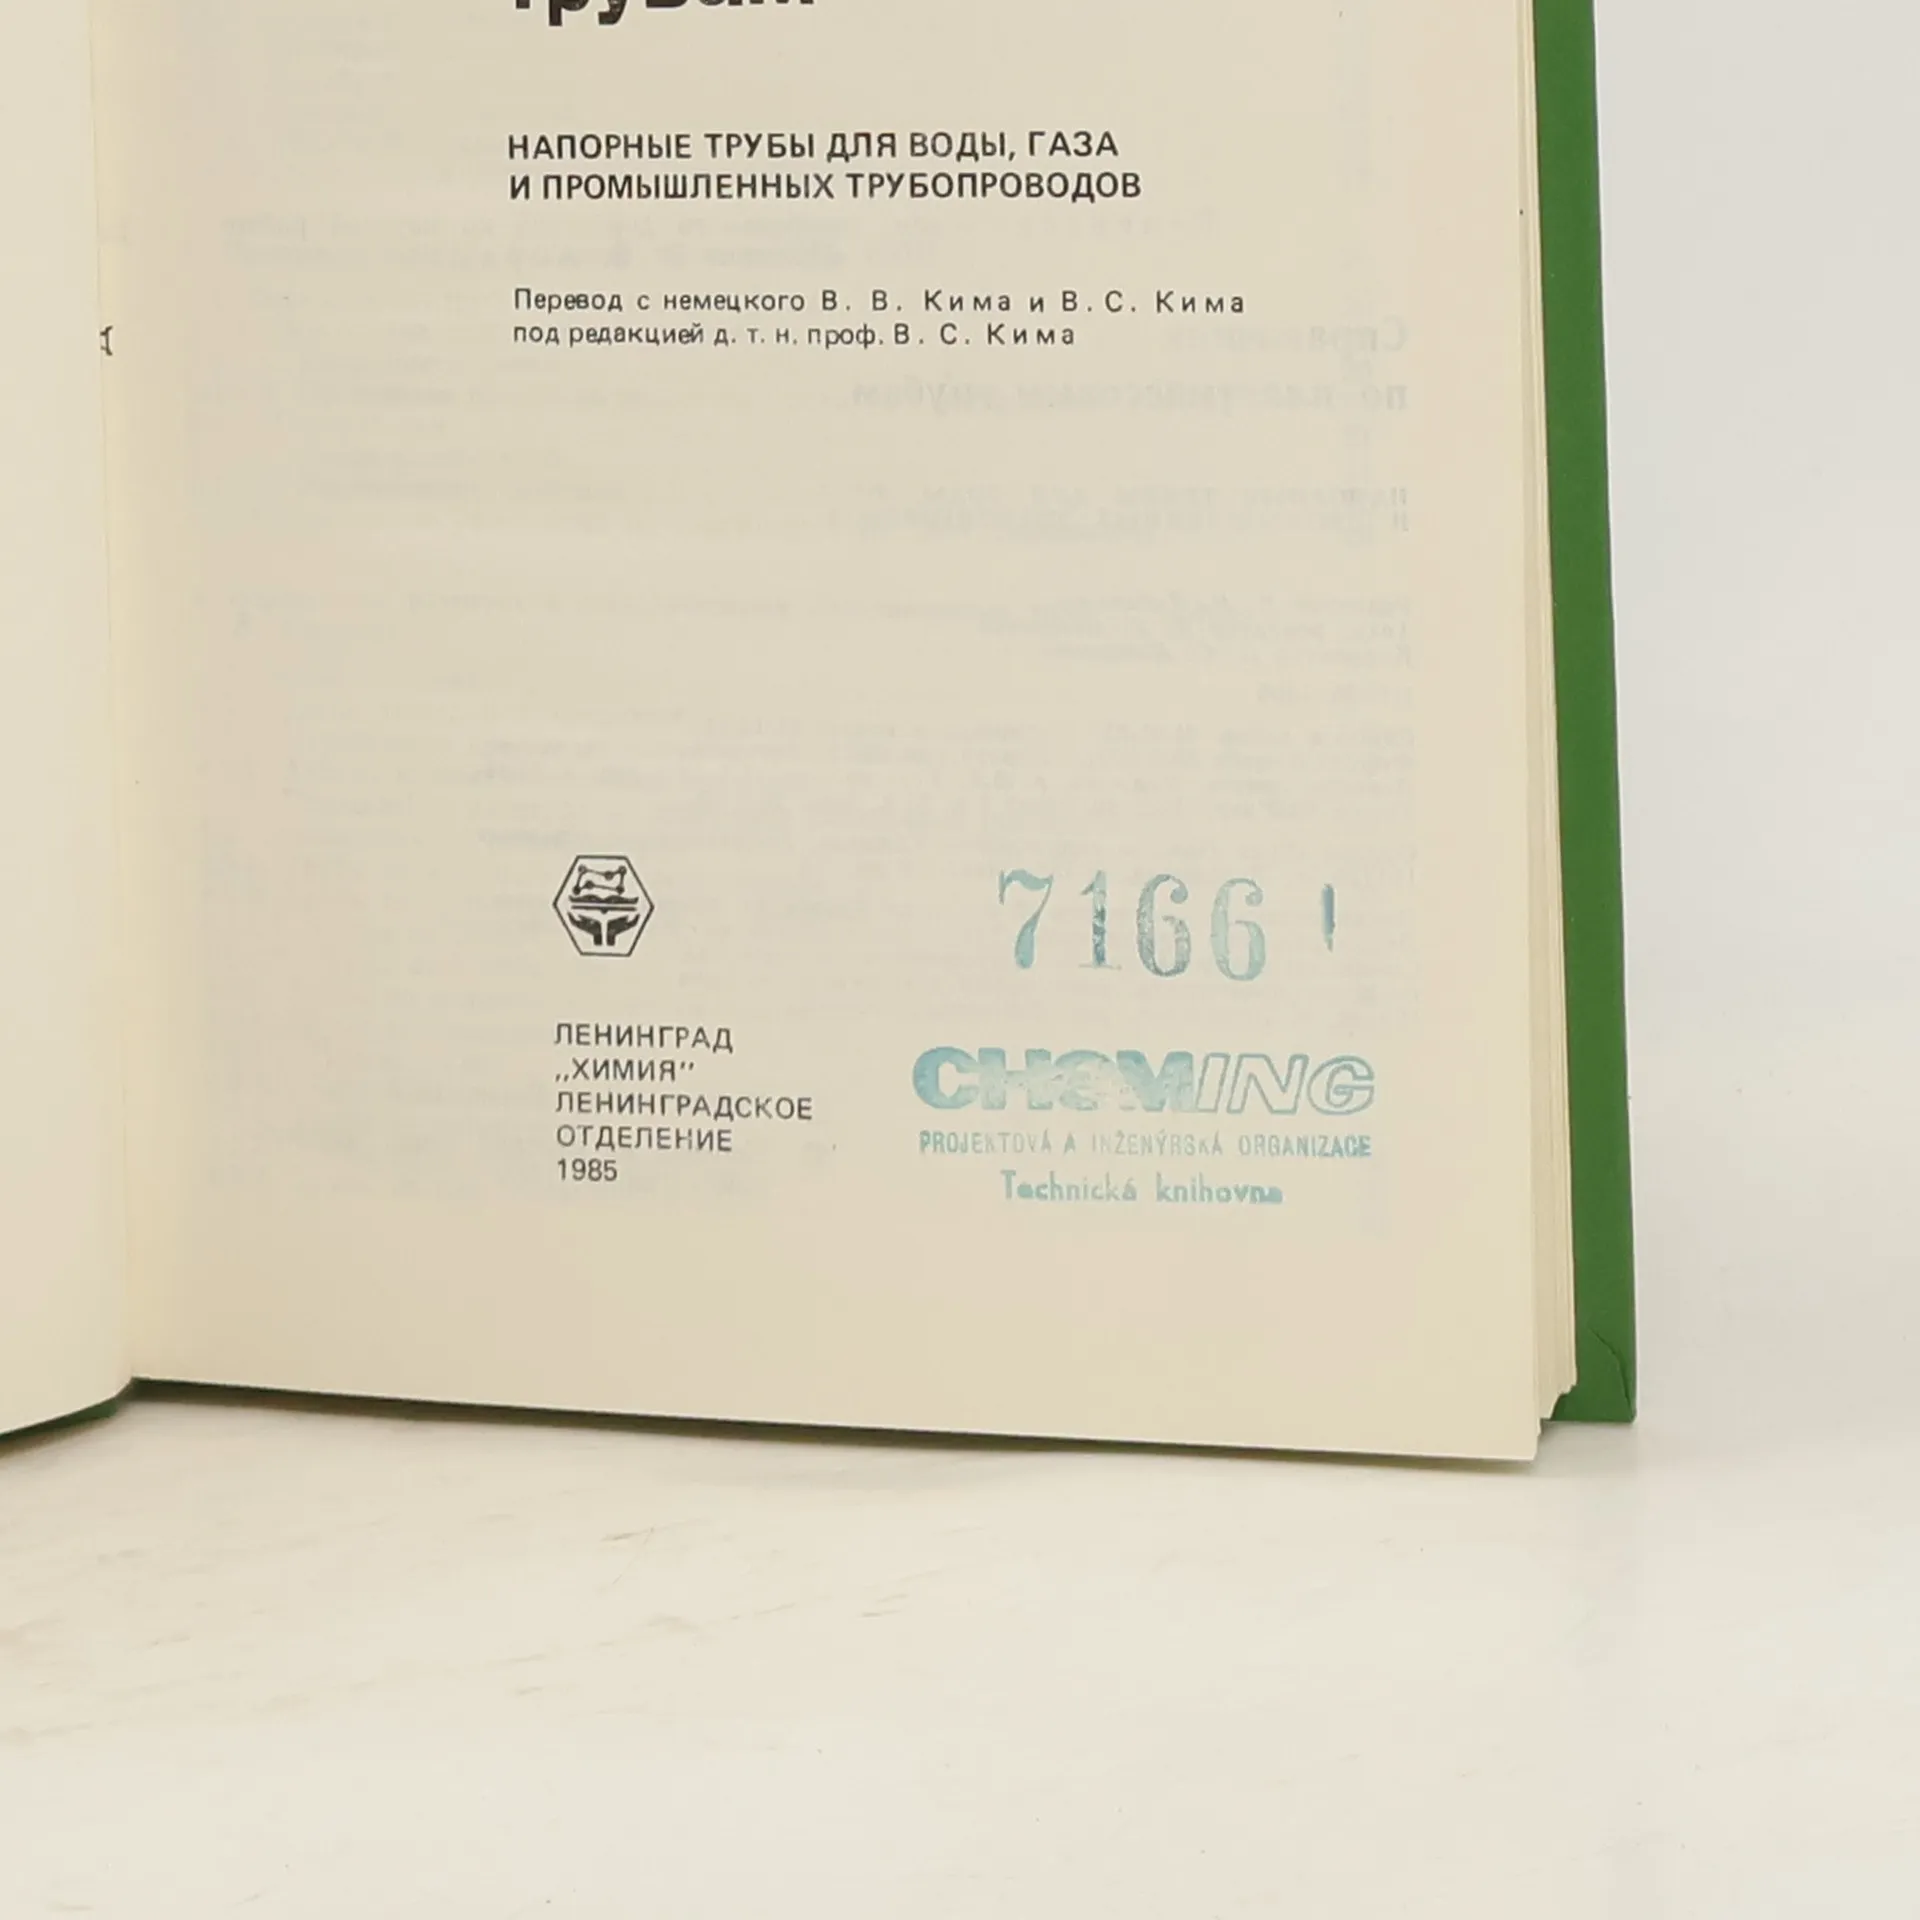 трубам
НАПОРНЫЕ ТРУБЫ ДЛЯ ВОДЫ, ГАЗА
И ПРОМЫШЛЕННЫХ ТРУБОПРОВОДОВ
Перевод с немецкого В. В. Кима и В. С. Кима
под редакцией д. т. н. проф. В. С. Кима
7166
ЛЕНИНГРАД
„ХИМИЯ"
ЛЕНИНГРАДСКОЕ
ОТДЕЛЕНИЕ
1985
CHEMING
PROJEKTOVÁ A INŽENÝRSKÁ ORGANIZACE
Technická knihovna